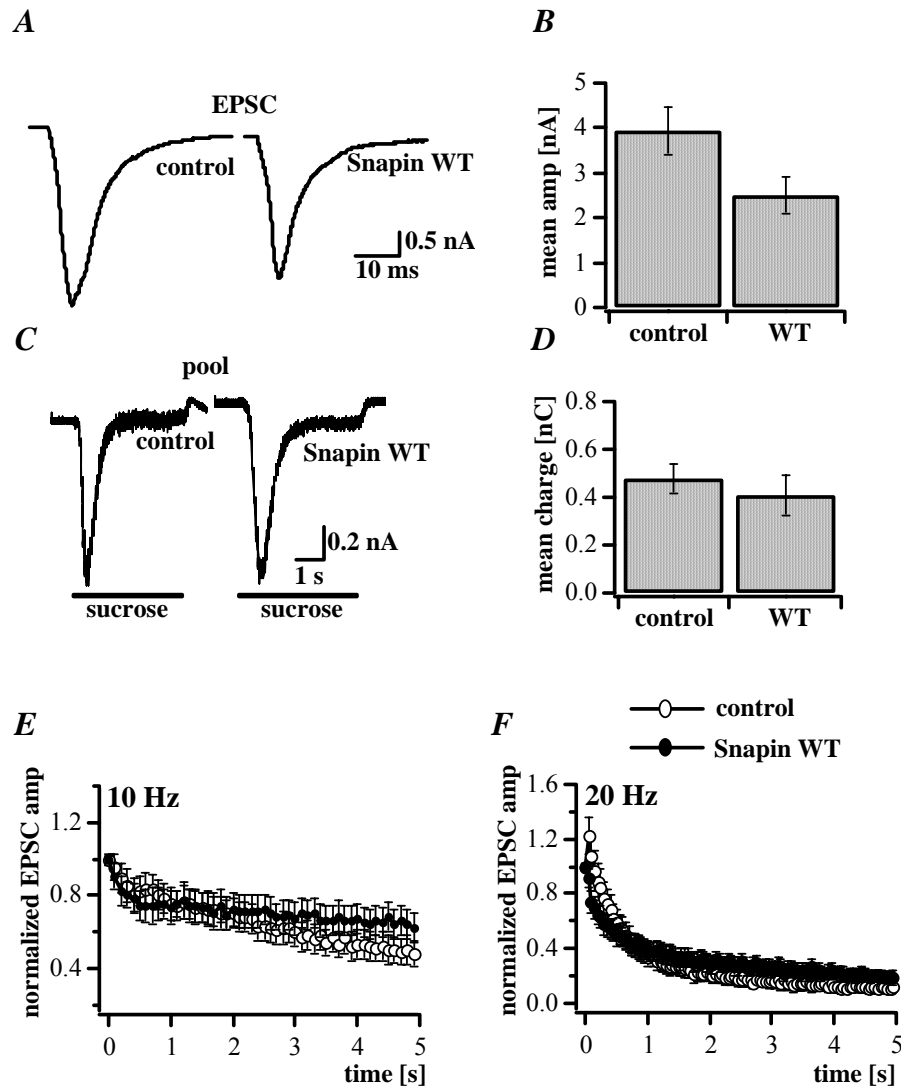 A
EPSC
control
Snapin WT
0.5 nA
10 ms
B
mean amp [nA]
5
4
3
2
1
0
control
WT
C
pool
control
Snapin WT
0.2 nA
1 s
sucrose
sucrose
D
mean charge [nC]
0.8
0.6
0.4
0.2
0.0
control
WT
E
normalized EPSC amp
10 Hz
1.2
0.8
0.4
0
1
2
3
4
5
time [s]
control
Snapin WT
F
normalized EPSC amp
20 Hz
1.6
1.2
0.8
0.4
0.0
0
1
2
3
4
5
time [s]